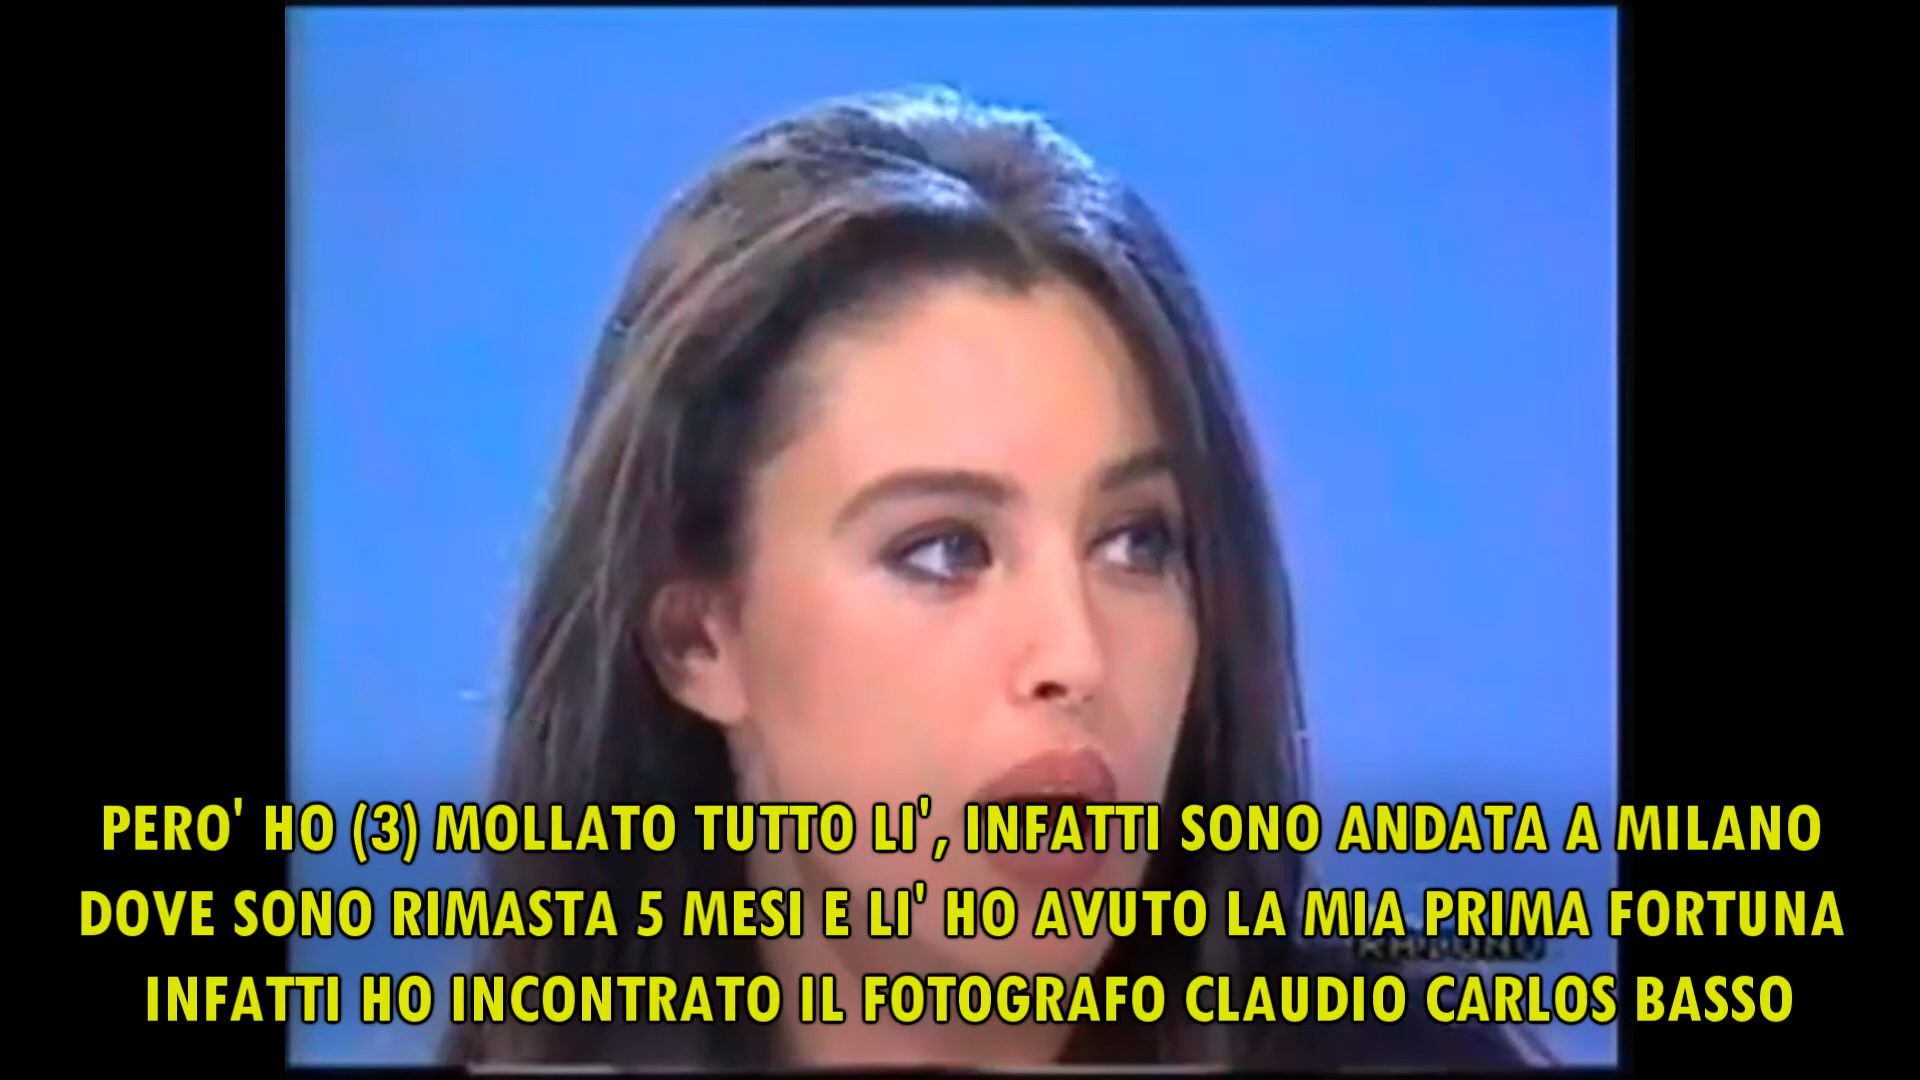 PERO' HO (3) MOLLATO TUTTO LI', INFATTI SONO ANDATA A MILANO
DOVE SONO RIMASTA 5 MESI E LI' HO AVUTO LA MIA PRIMA FORTUNA
INFATTI HO INCONTRATO IL FOTOGRAFO CLAUDIO CARLOS BASSO